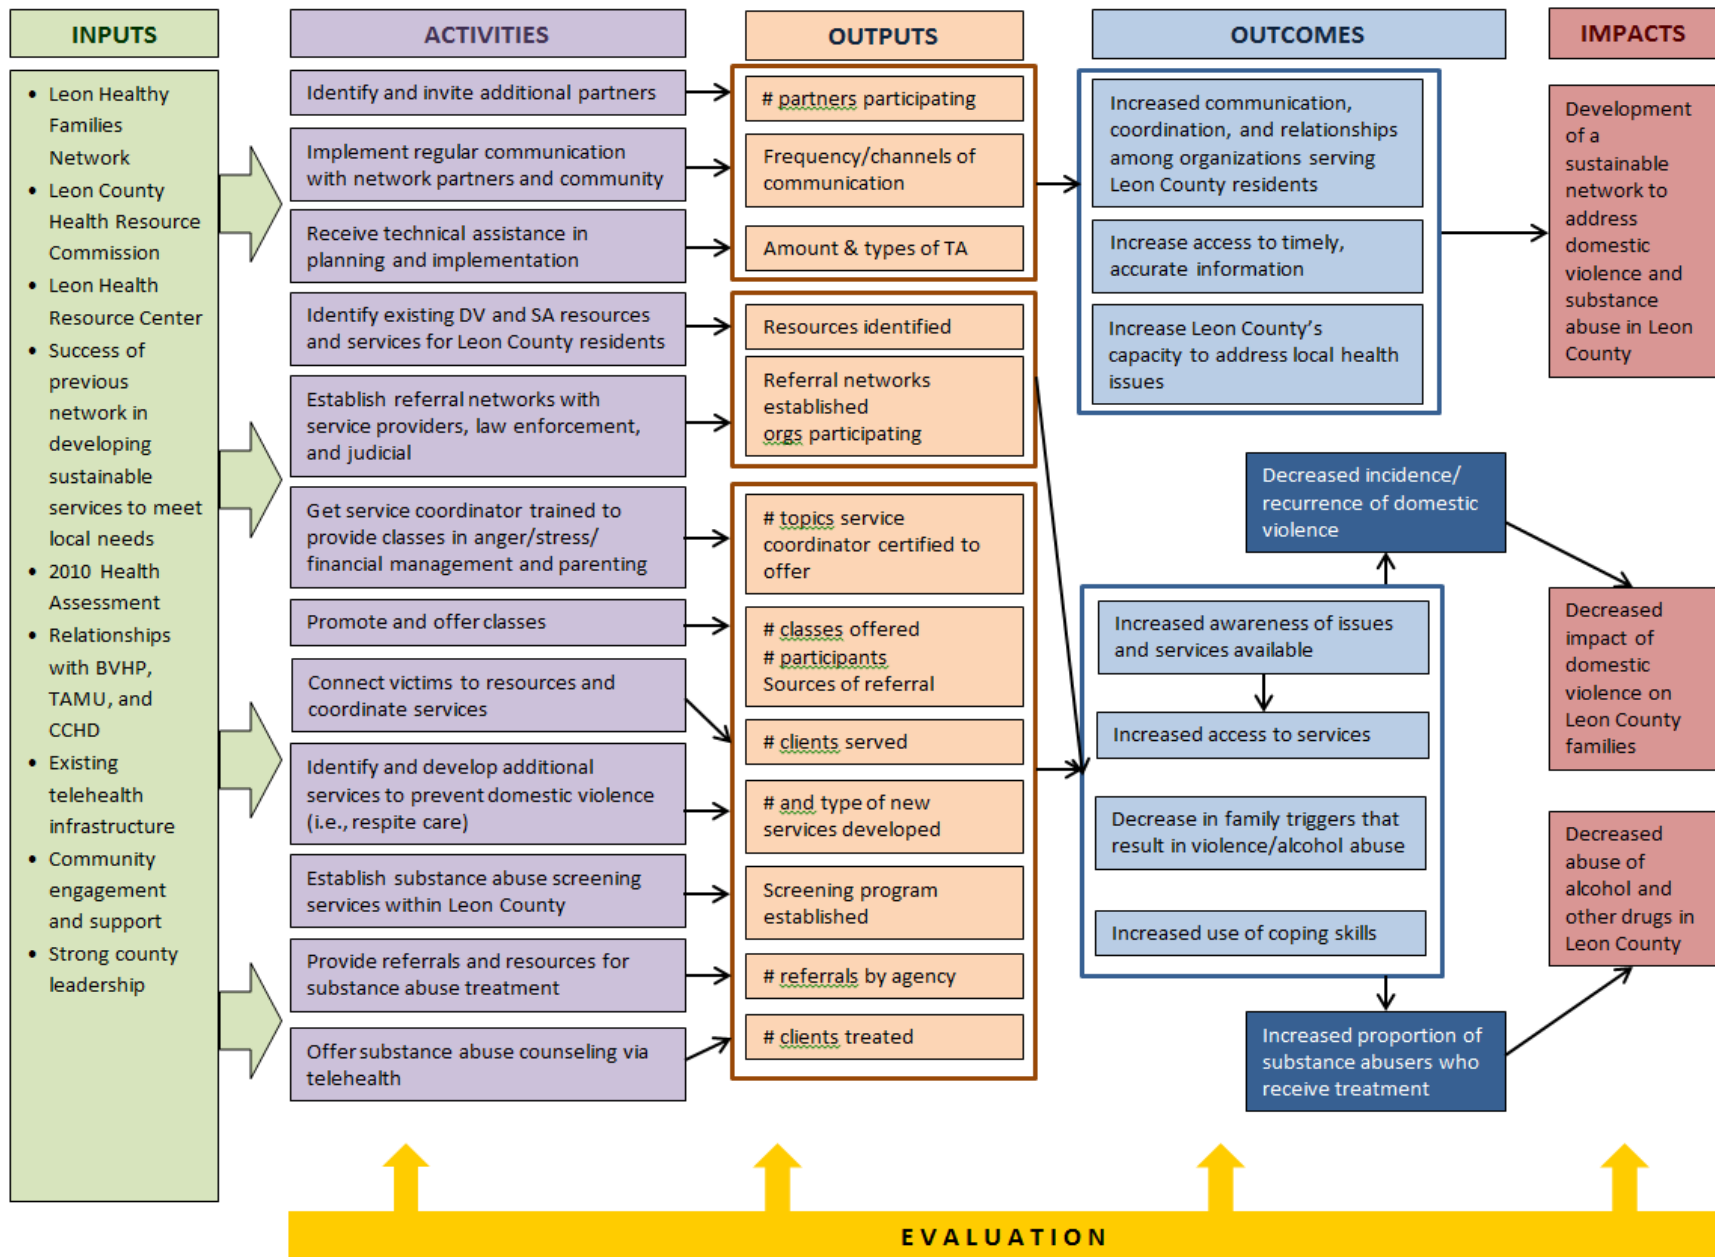 INPUTS
• Leon Healthy
Families
Network
• Leon County
Health Resource
Commission
• Leon Health
Resource Center
• Success of
previous
network in
developing
sustainable
services to meet
local needs
• 2010 Health
Assessment
• Relationships
with BVHP,
TAMU, and
CCHD
• Existing
telehealth
infrastructure
• Community
engagement
and support
• Strong county
leadership
ACTIVITIES
Identify and invite additional partners
Implement regular communication
with network partners and community
Receive technical assistance in
planning and implementation
Identify existing DV and SA resources
and services for Leon County residents
Establish referral networks with
service providers, law enforcement,
and judicial
Get service coordinator trained to
provide classes in anger/stress/
financial management and parenting
Promote and offer classes
Connect victims to resources and
coordinate services
Identify and develop additional
services to prevent domestic violence
(i.e., respite care)
Establish substance abuse screening
services within Leon County
Provide referrals and resources for
substance abuse treatment
Offer substance abuse counseling via
telehealth
OUTPUTS
# partners participating
Frequency/channels of
communication
Amount & types of TA
Resources identified
Referral networks
established
orgs participating
# topics service
coordinator certified to
offer
# classes offered
# participants
Sources of referral
# clients served
# and type of new
services developed
Screening program
established
# referrals by agency
# clients treated
OUTCOMES
Increased communication,
coordination, and relationships
among organizations serving
Leon County residents
Increase access to timely,
accurate information
Increase Leon County's
capacity to address local health
issues
Decreased incidence/
recurrence of domestic
violence
Increased awareness of issues
and services available
Increased access to services
Decrease in family triggers that
result in violence/alcohol abuse
Increased use of coping skills
Increased proportion of
substance abusers who
receive treatment
IMPACTS
Development
of a
sustainable
network to
address
domestic
violence and
substance
abuse in Leon
County
Decreased
impact of
domestic
violence on
Leon County
families
Decreased
abuse of
alcohol and
other drugs in
Leon County
EVALUATION